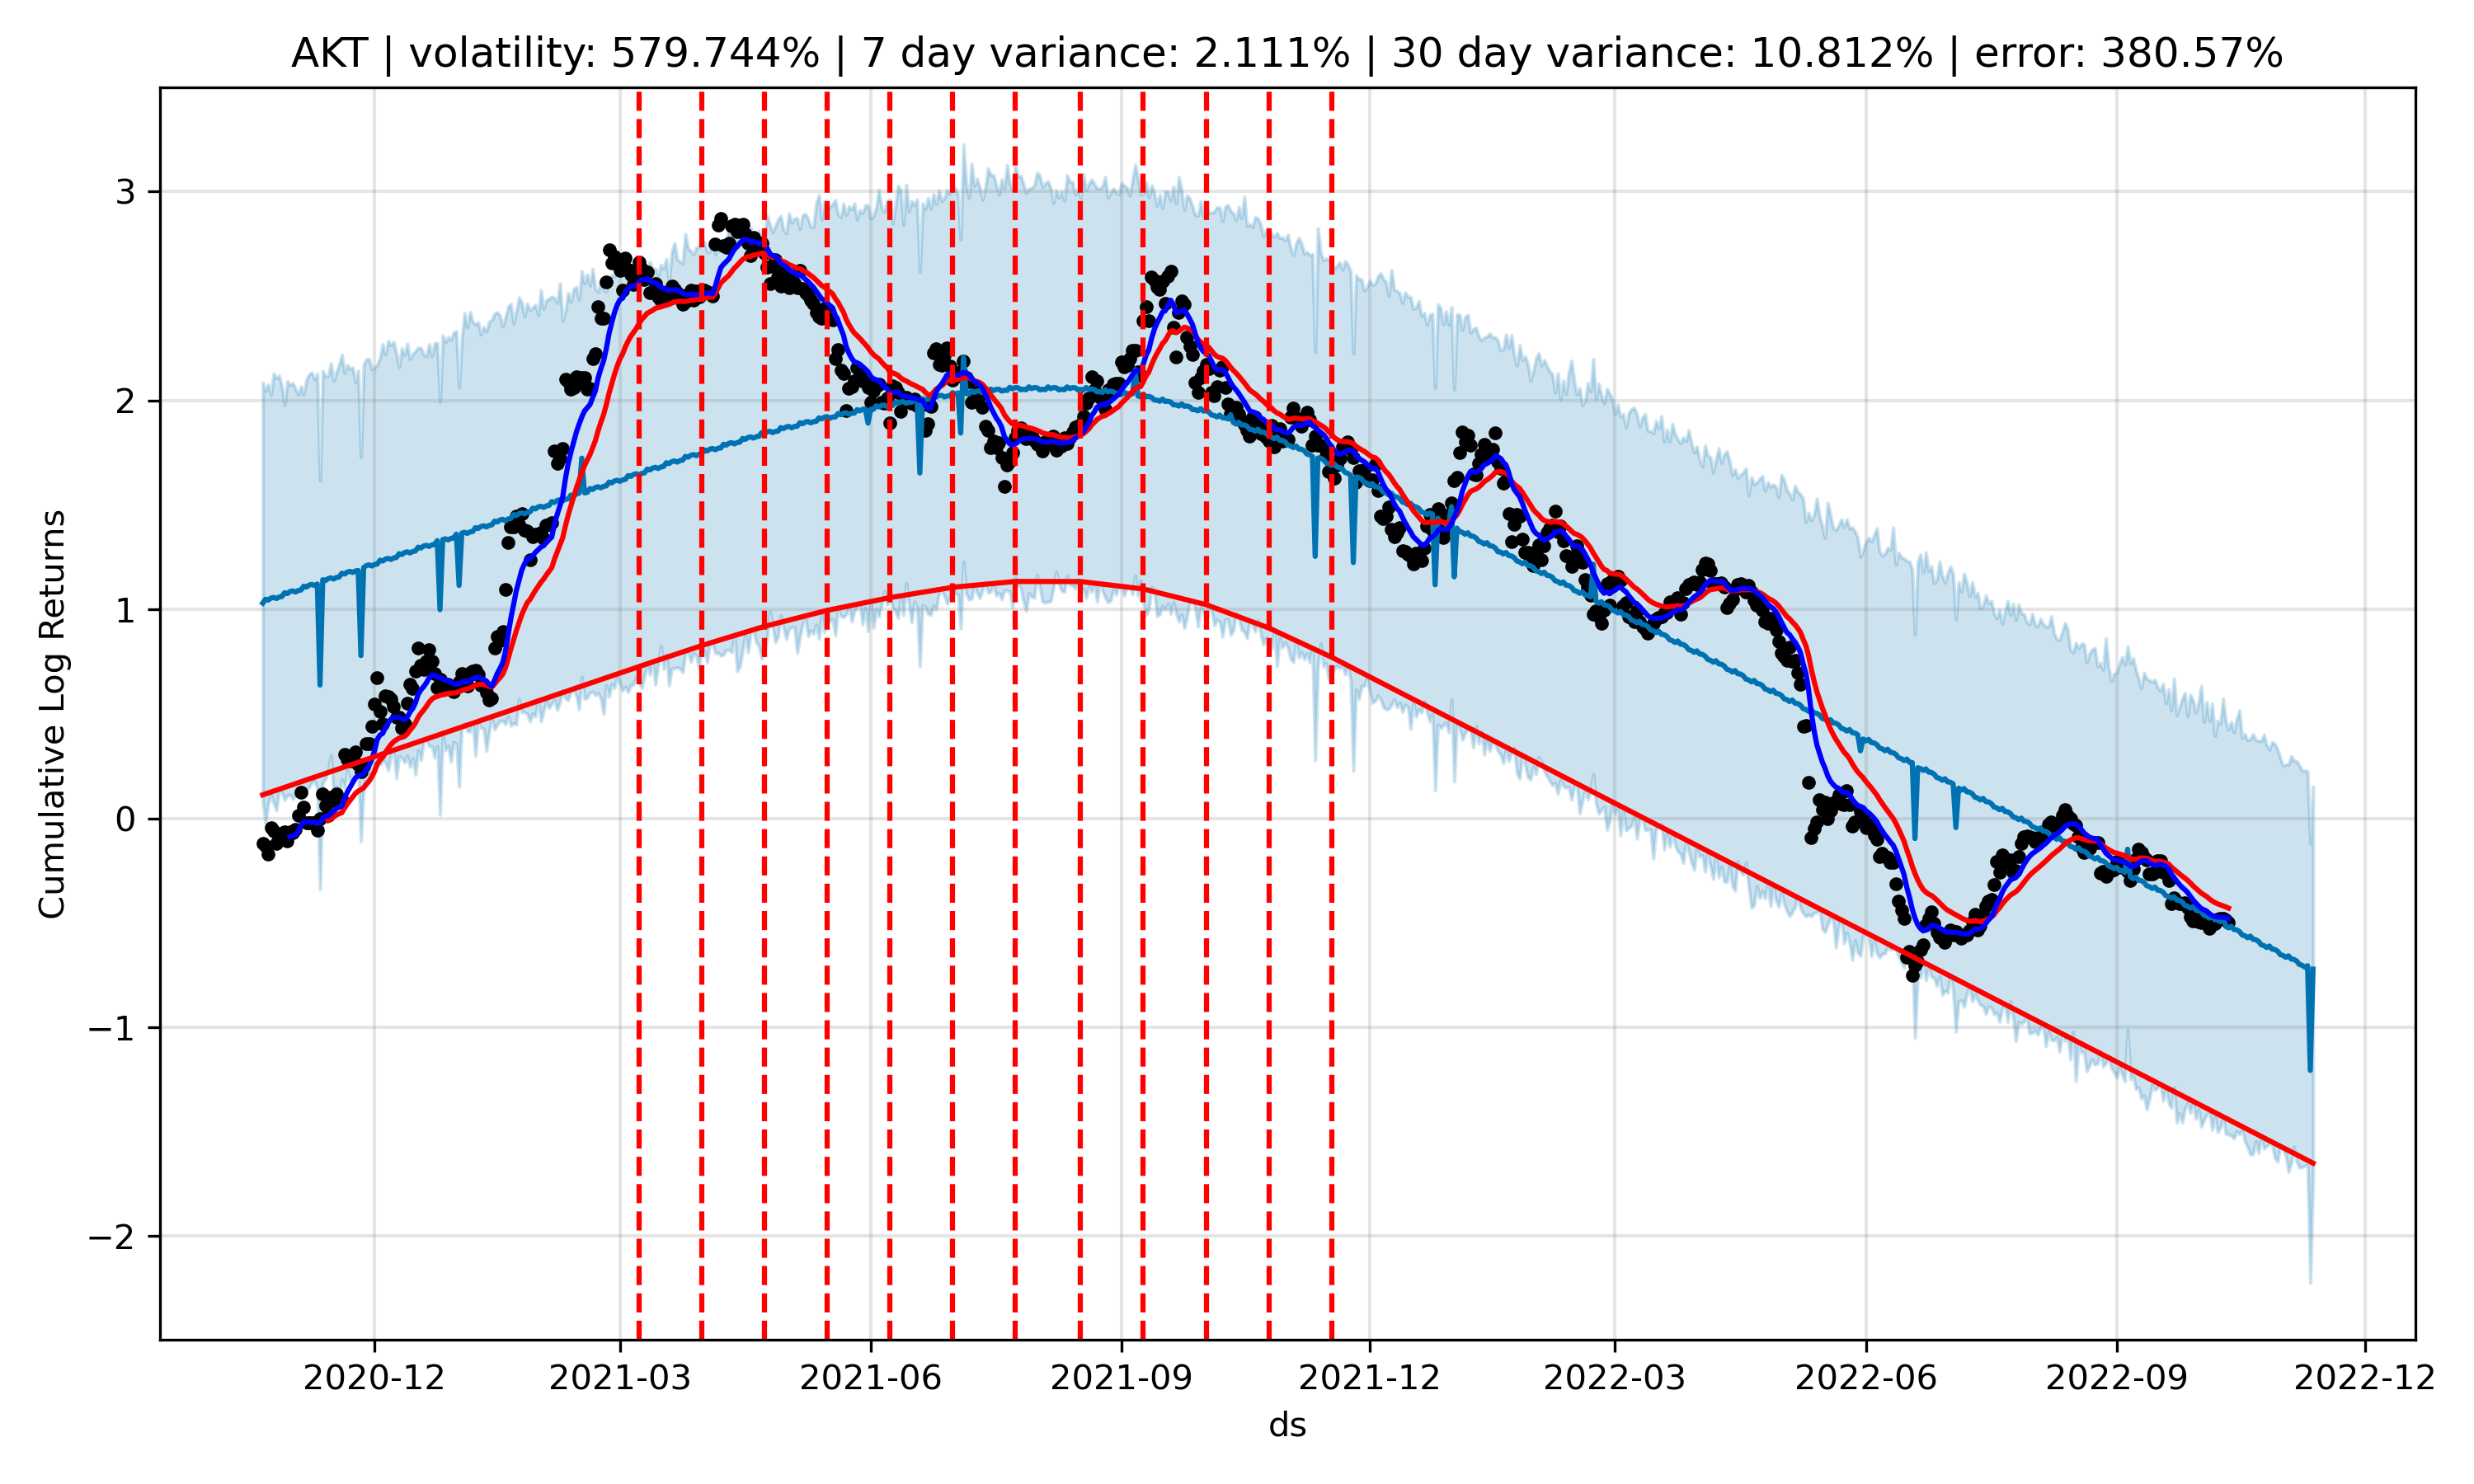 AKT | volatility: 579.744% | 7 day variance: 2.111% | 30 day variance: 10.812% | error: 380.57%
Cumulative Log Returns
3
2
1
0
−1
−2
2020-12 2021-03 2021-06 2021-09 2021-12 2022-03 2022-06 2022-09 2022-12
ds